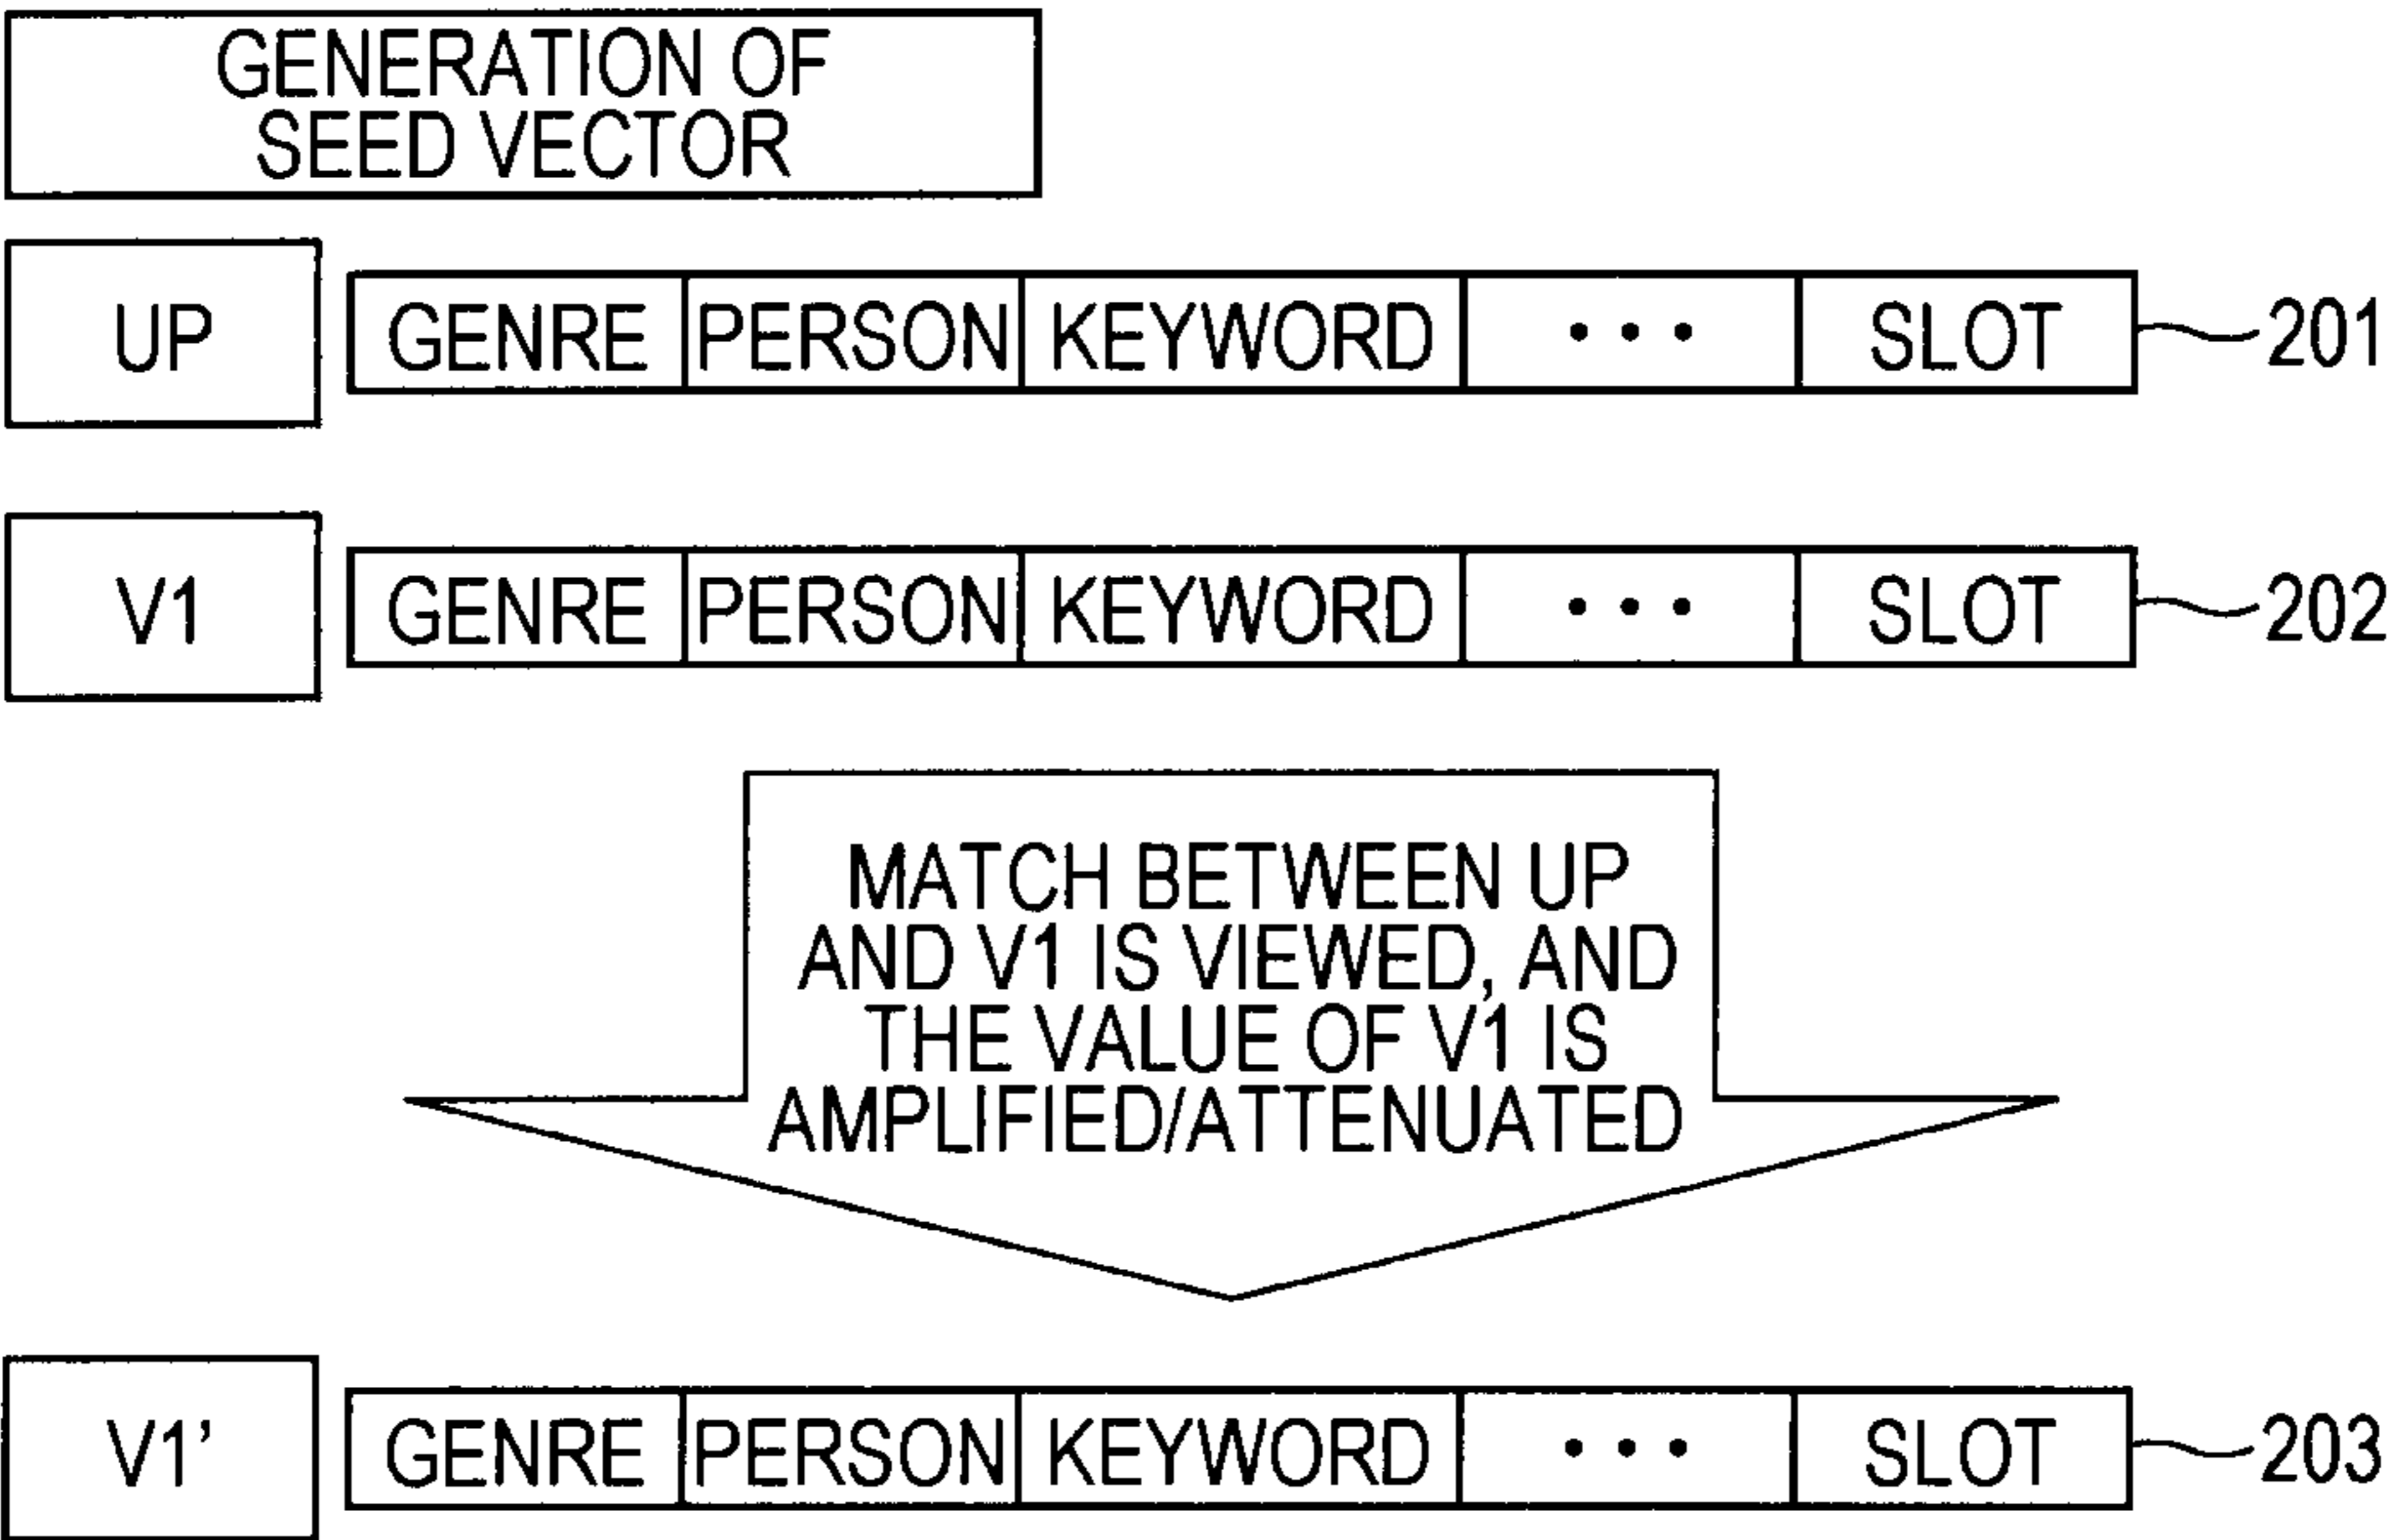 GENERATION OF
SEED VECTOR
UP GENRE PERSON KEYWORD ... SLOT 201
V1 GENRE PERSON KEYWORD ... SLOT 202
MATCH BETWEEN UP
AND V1 IS VIEWED, AND
THE VALUE OF V1 IS
AMPLIFIED/ATTENUATED
V1' GENRE PERSON KEYWORD ... SLOT 203